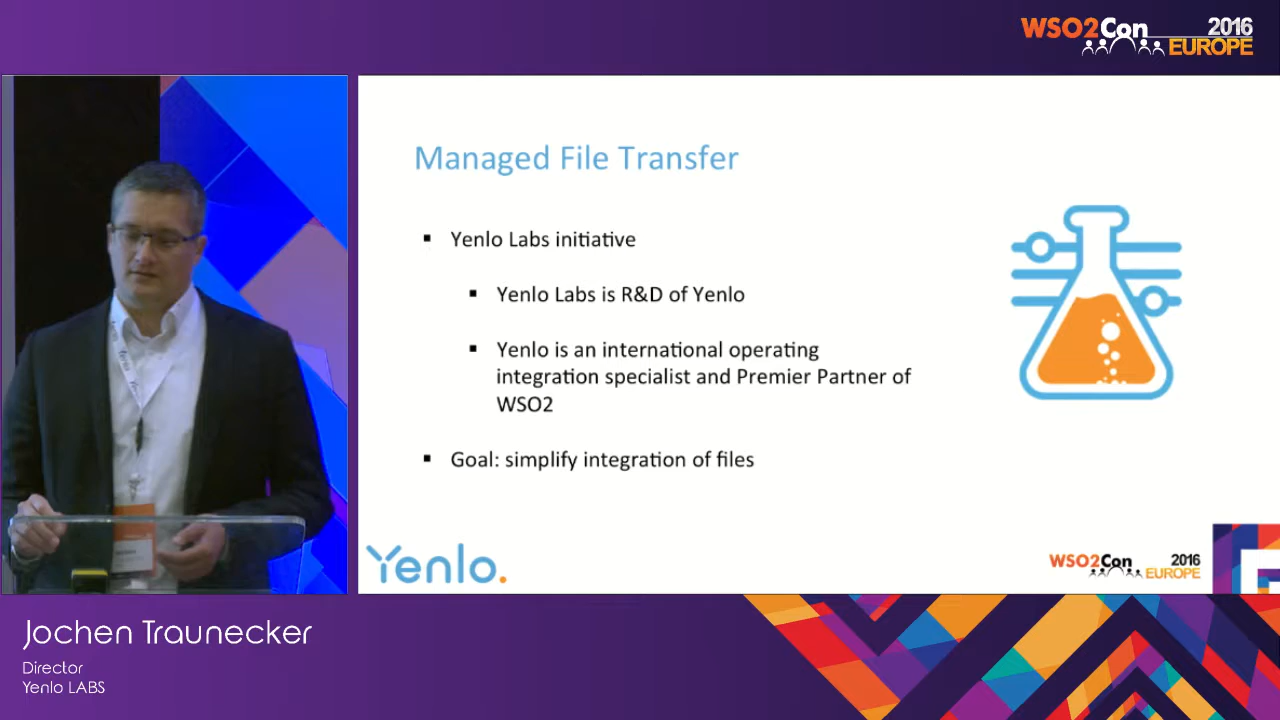 WSO2Con 2016
EUROPE
Managed File Transfer
▪ Yenlo Labs initiative
▪ Yenlo Labs is R&D of Yenlo
▪ Yenlo is an international operating
integration specialist and Premier Partner of
WSO2
▪ Goal: simplify integration of files
Yenlo.
WSO2Con 2016
EUROPE
Jochen Traunecker
Director
Yenlo LABS